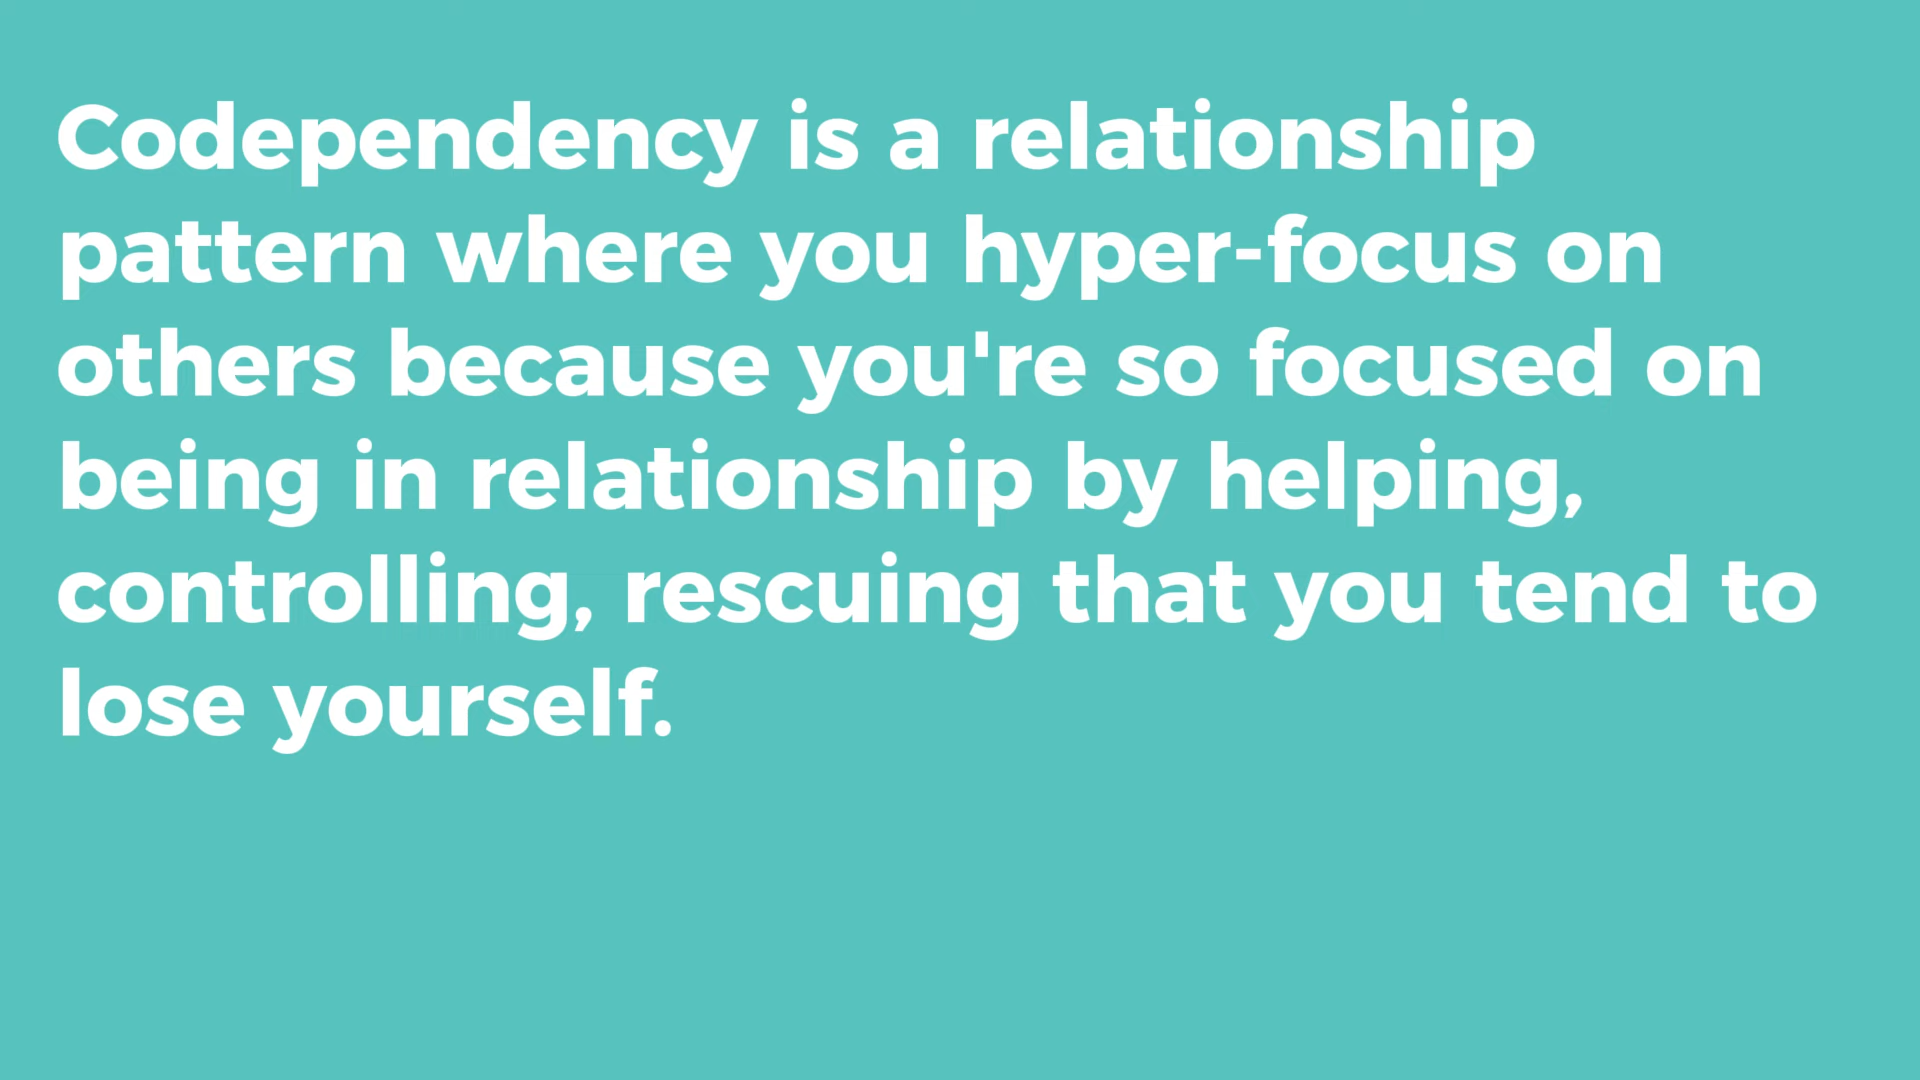 Codependency is a relationship
pattern where you hyper-focus on
others because you're so focused on
being in relationship by helping,
controlling, rescuing that you tend to
lose yourself.